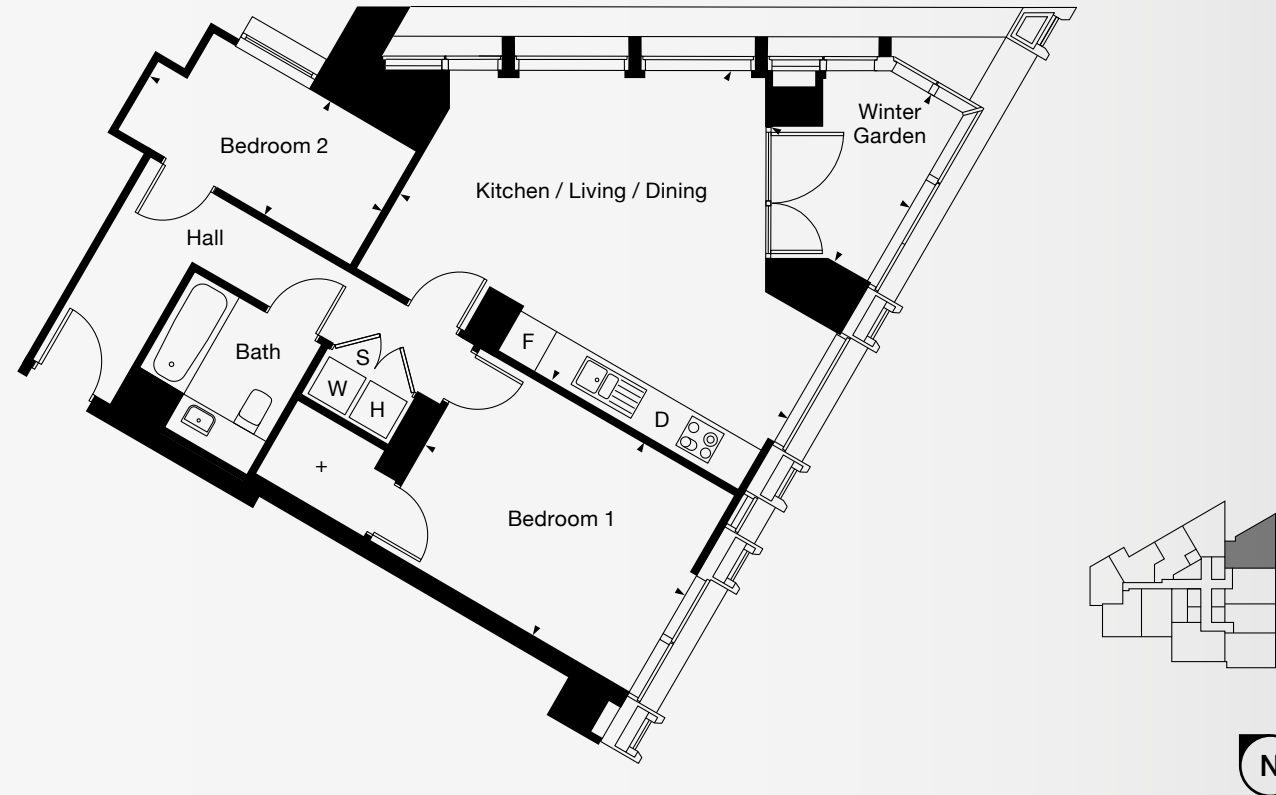 Winter
Garden
Bedroom 2
Kitchen / Living / Dining
Hall
F
Bath
S
W
H
D
+
Bedroom 1
N